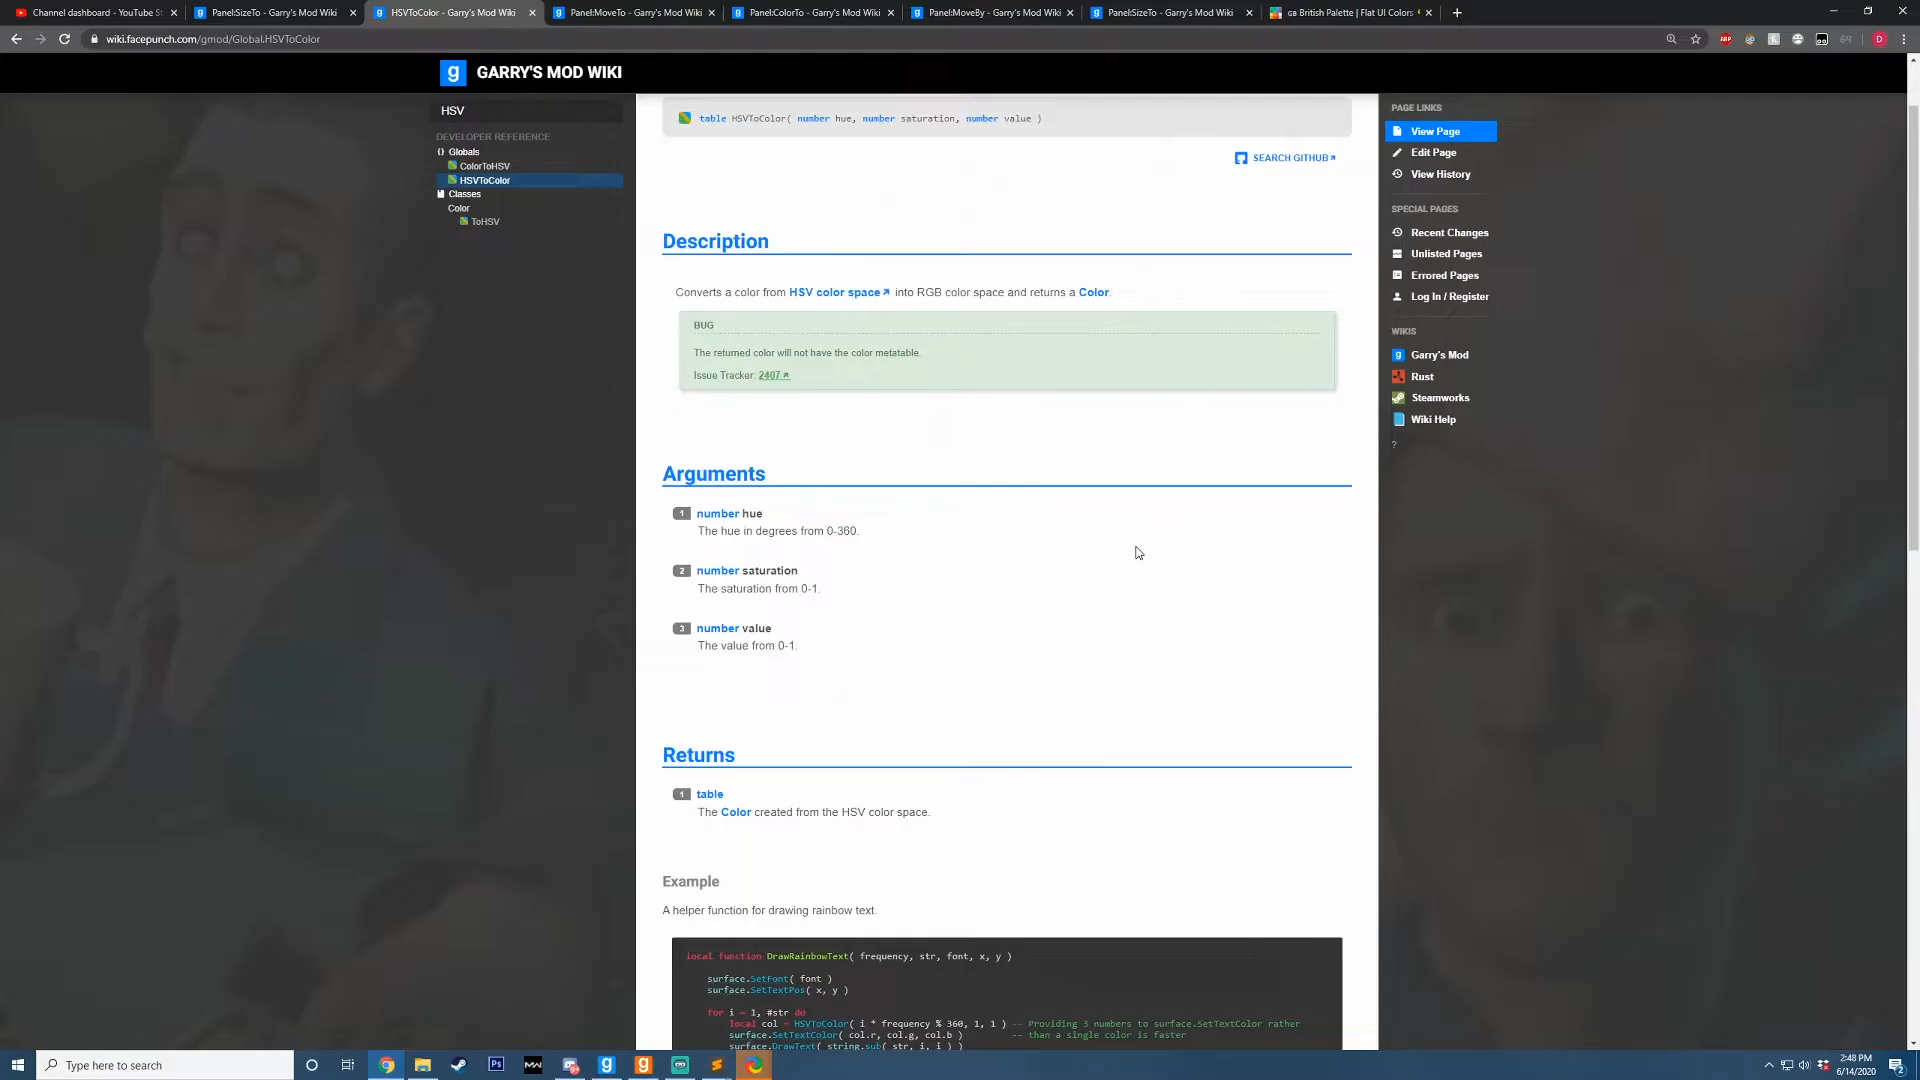 Channel dashboard - YouTube St
Panel:SizeTo - Garry's Mod Wiki
HSVToColor - Garry's Mod Wiki
Panel:MoveTo - Garry's Mod Wiki
Panel:ColorTo - Garry's Mod Wiki
Panel:MoveBy - Garry's Mod Wiki
Panel:SizeTo - Garry's Mod Wiki
GB British Palette | Flat UI Colors
wiki.facepunch.com/gmod/Global.HSVToColor
ABP
D
g GARRY'S MOD WIKI
HSV
DEVELOPER REFERENCE
Globals
ColorToHSV
HSVToColor
Classes
Color
ToHSV
table HSVToColor( number hue, number saturation, number value )
SEARCH GITHUB
Description
Converts a color from HSV color space into RGB color space and returns a Color.
BUG
The returned color will not have the color metatable.
Issue Tracker: 2407
Arguments
1 number hue
The hue in degrees from 0-360.
2 number saturation
The saturation from 0-1.
3 number value
The value from 0-1.
Returns
1 table
The Color created from the HSV color space.
Example
A helper function for drawing rainbow text.
local function DrawRainbowText( frequency, str, font, x, y )
surface.SetFont( font )
surface.SetTextPos( x, y )
for i = 1, #str do
local col = HSVToColor( i * frequency % 360, 1, 1 ) -- Providing 3 numbers to surface.SetTextColor rather
surface.SetTextColor( col.r, col.g, col.b ) -- than a single color is faster
surface.DrawText( string.sub( str, i, i ) )
PAGE LINKS
View Page
Edit Page
View History
SPECIAL PAGES
Recent Changes
Unlisted Pages
Errored Pages
Log In / Register
WIKIS
g Garry's Mod
Rust
Steamworks
Wiki Help
?
Type here to search
Ps
MW
g
g
2:48 PM
6/14/2020
2